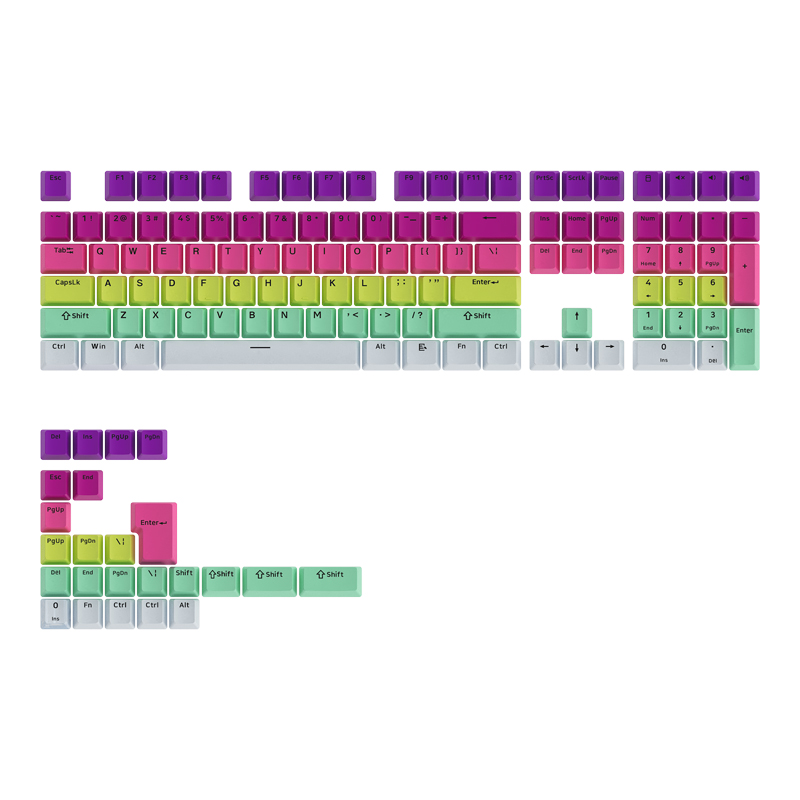 Esc F1 F2 F3 F4 F5 F6 F7 F8 F9 F10 F11 F12 PrtSc ScrLk Pause
`~ 1! 2@ 3# 4$ 5% 6^ 7& 8* 9( 0) -_ =+ ← Ins Home PgUp Num / * -
Tab Q W E R T Y U I O P [{ ]} \| Del End PgDn 7 Home 8 ↑ 9 PgUp +
CapsLk A S D F G H J K L ;: '" Enter↵ 4 ← 5 6 →
⇧Shift Z X C V B N M ,< .> /? ⇧Shift ↑ 1 End 2 ↓ 3 PgDn Enter
Ctrl Win Alt Alt Fn Ctrl ← ↓ → 0 Ins . Del
Del Ins PgUp PgDn
Esc End
PgUp Enter↵
PgUp PgDn \|
Del End PgDn \| Shift ⇧Shift ⇧Shift ⇧Shift
0 Ins Fn Ctrl Ctrl Alt